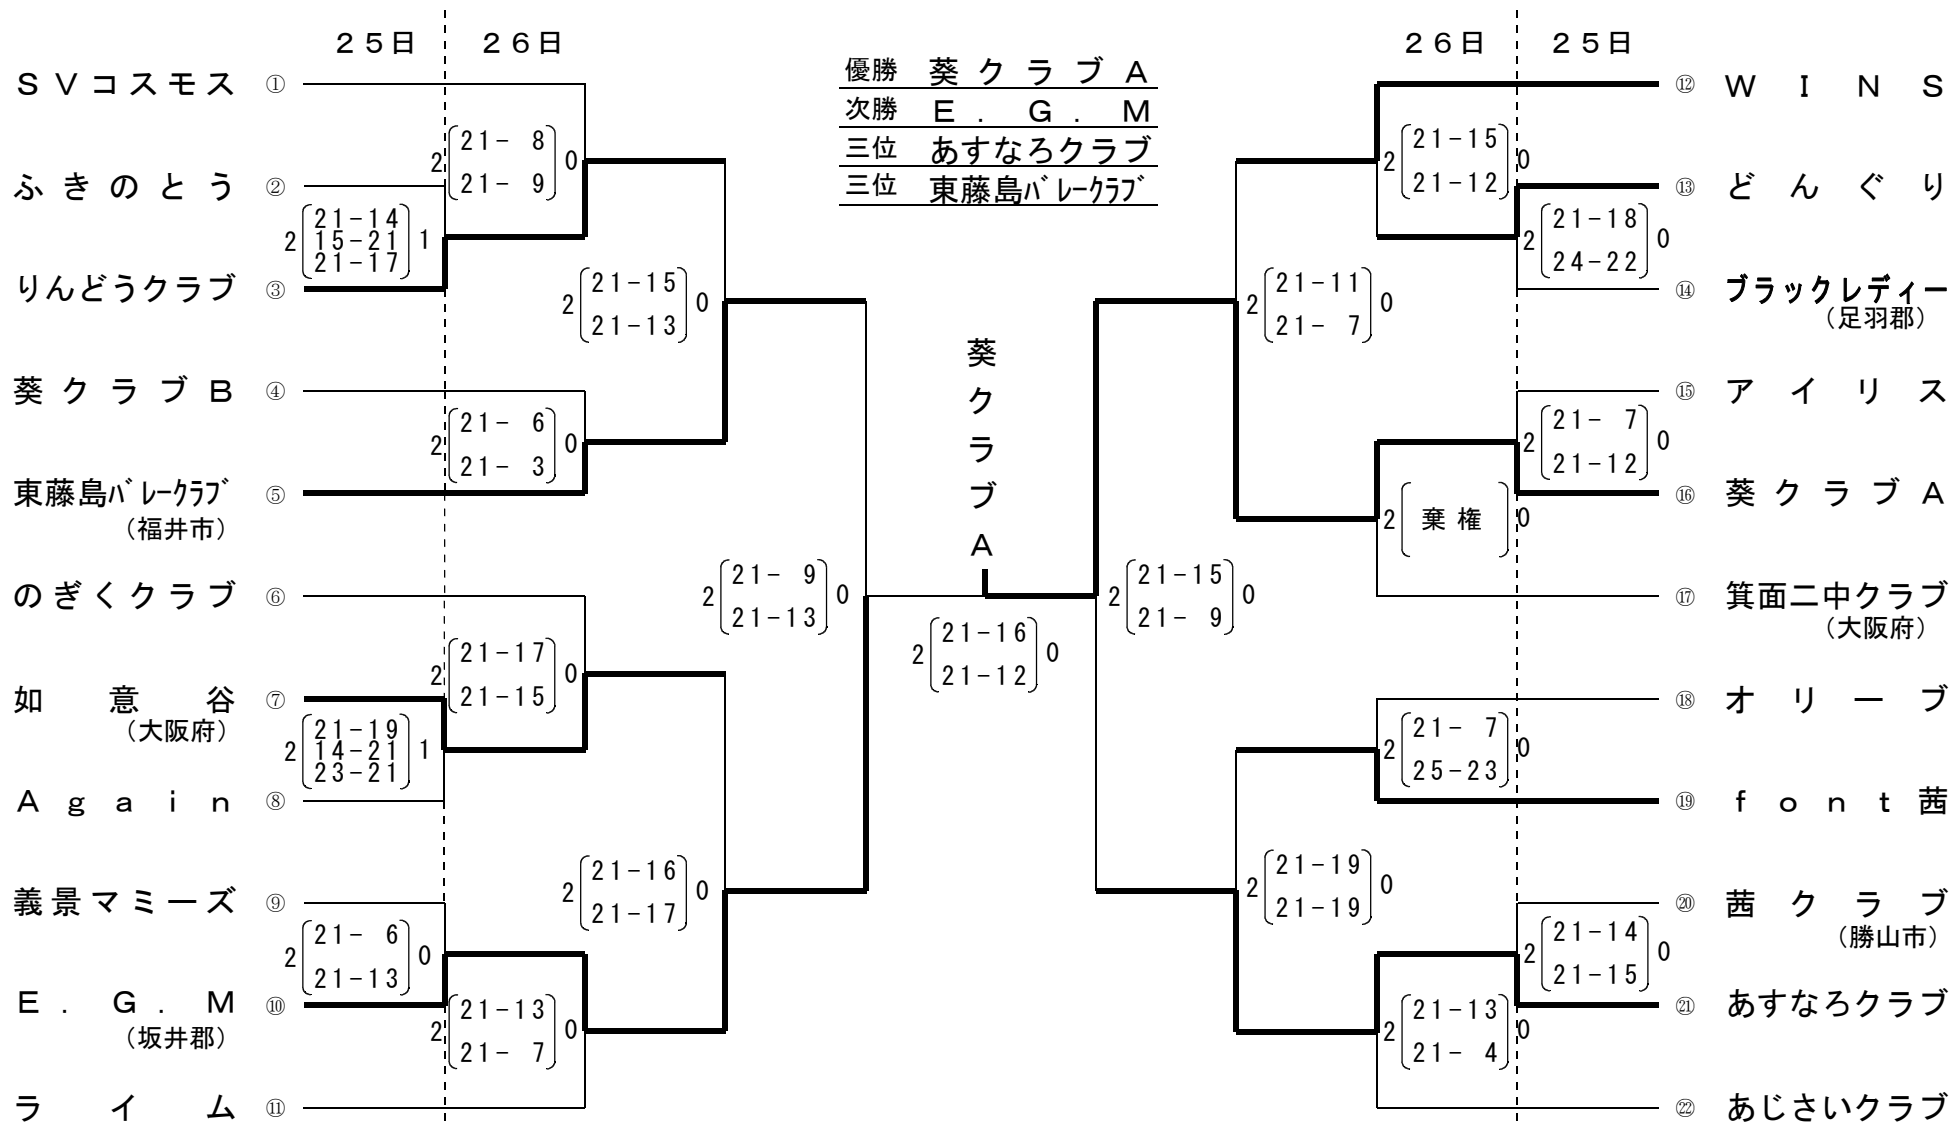 ２５日 ２６日
ＳＶコスモス ①
2 21- 8 0
21- 9
ふきのとう ②
2 21-14 1
15-21
21-17
りんどうクラブ ③
2 21-15 0
21-13
葵クラブＢ ④
2 21- 6 0
21- 3
東藤島ﾊﾞﾚｰｸﾗﾌﾞ ⑤
（福井市）
のぎくクラブ ⑥
2 21- 9 0
21-13
2 21-17 0
21-15
如意谷 ⑦
（大阪府）
2 21-19 1
14-21
23-21
Ａｇａｉｎ ⑧
2 21-16 0
21-17
義景マミーズ ⑨
2 21- 6 0
21-13
Ｅ．Ｇ．Ｍ ⑩
（坂井郡）
2 21-13 0
21- 7
ライム ⑪
優勝 葵クラブＡ
次勝 Ｅ．Ｇ．Ｍ
三位 あすなろクラブ
三位 東藤島ﾊﾞﾚｰｸﾗﾌﾞ
葵クラブＡ
2 21-16 0
21-12
２６日 ２５日
⑫ ＷＩＮＳ
2 21-15 0
21-12
⑬ どんぐり
2 21-18 0
24-22
⑭ ブラックレディー
（足羽郡）
2 21-11 0
21- 7
⑮ アイリス
2 21- 7 0
21-12
⑯ 葵クラブＡ
2 棄権 0
2 21-15 0
21- 9
⑰ 箕面二中クラブ
（大阪府）
⑱ オリーブ
2 21- 7 0
25-23
⑲ ｆｏｎｔ茜
2 21-19 0
21-19
⑳ 茜クラブ
（勝山市）
2 21-14 0
21-15
㉑ あすなろクラブ
2 21-13 0
21- 4
㉒ あじさいクラブ